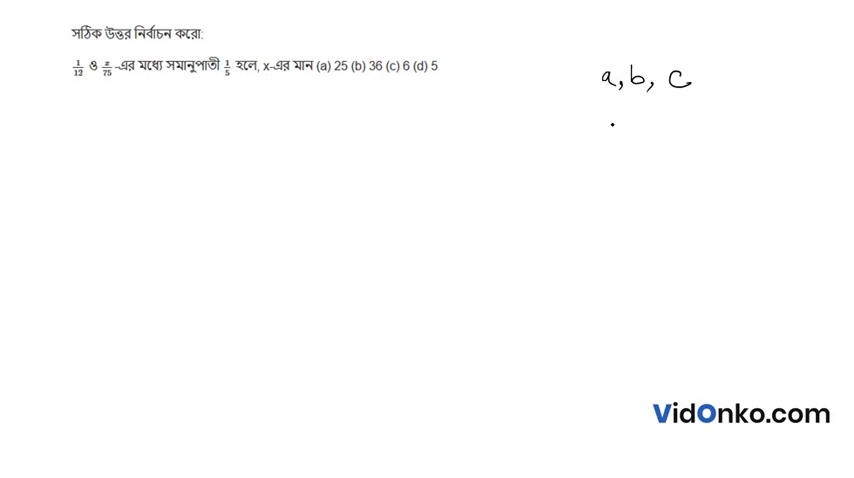 সঠিক উত্তর নির্বাচন করো:
1/12 ও x/75-এর মধ্যে সমানুপাতী 1/5 হলে, x-এর মান (a) 25 (b) 36 (c) 6 (d) 5
a, b, c
VidOnko.com